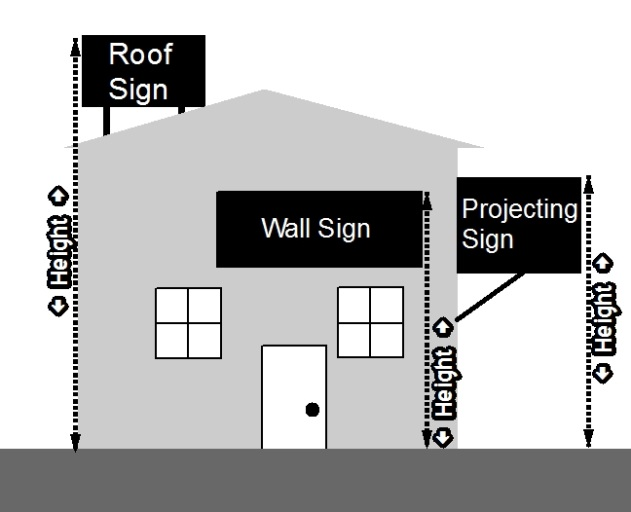 Roof
Sign
Wall Sign
Projecting
Sign
Height
Height
Height